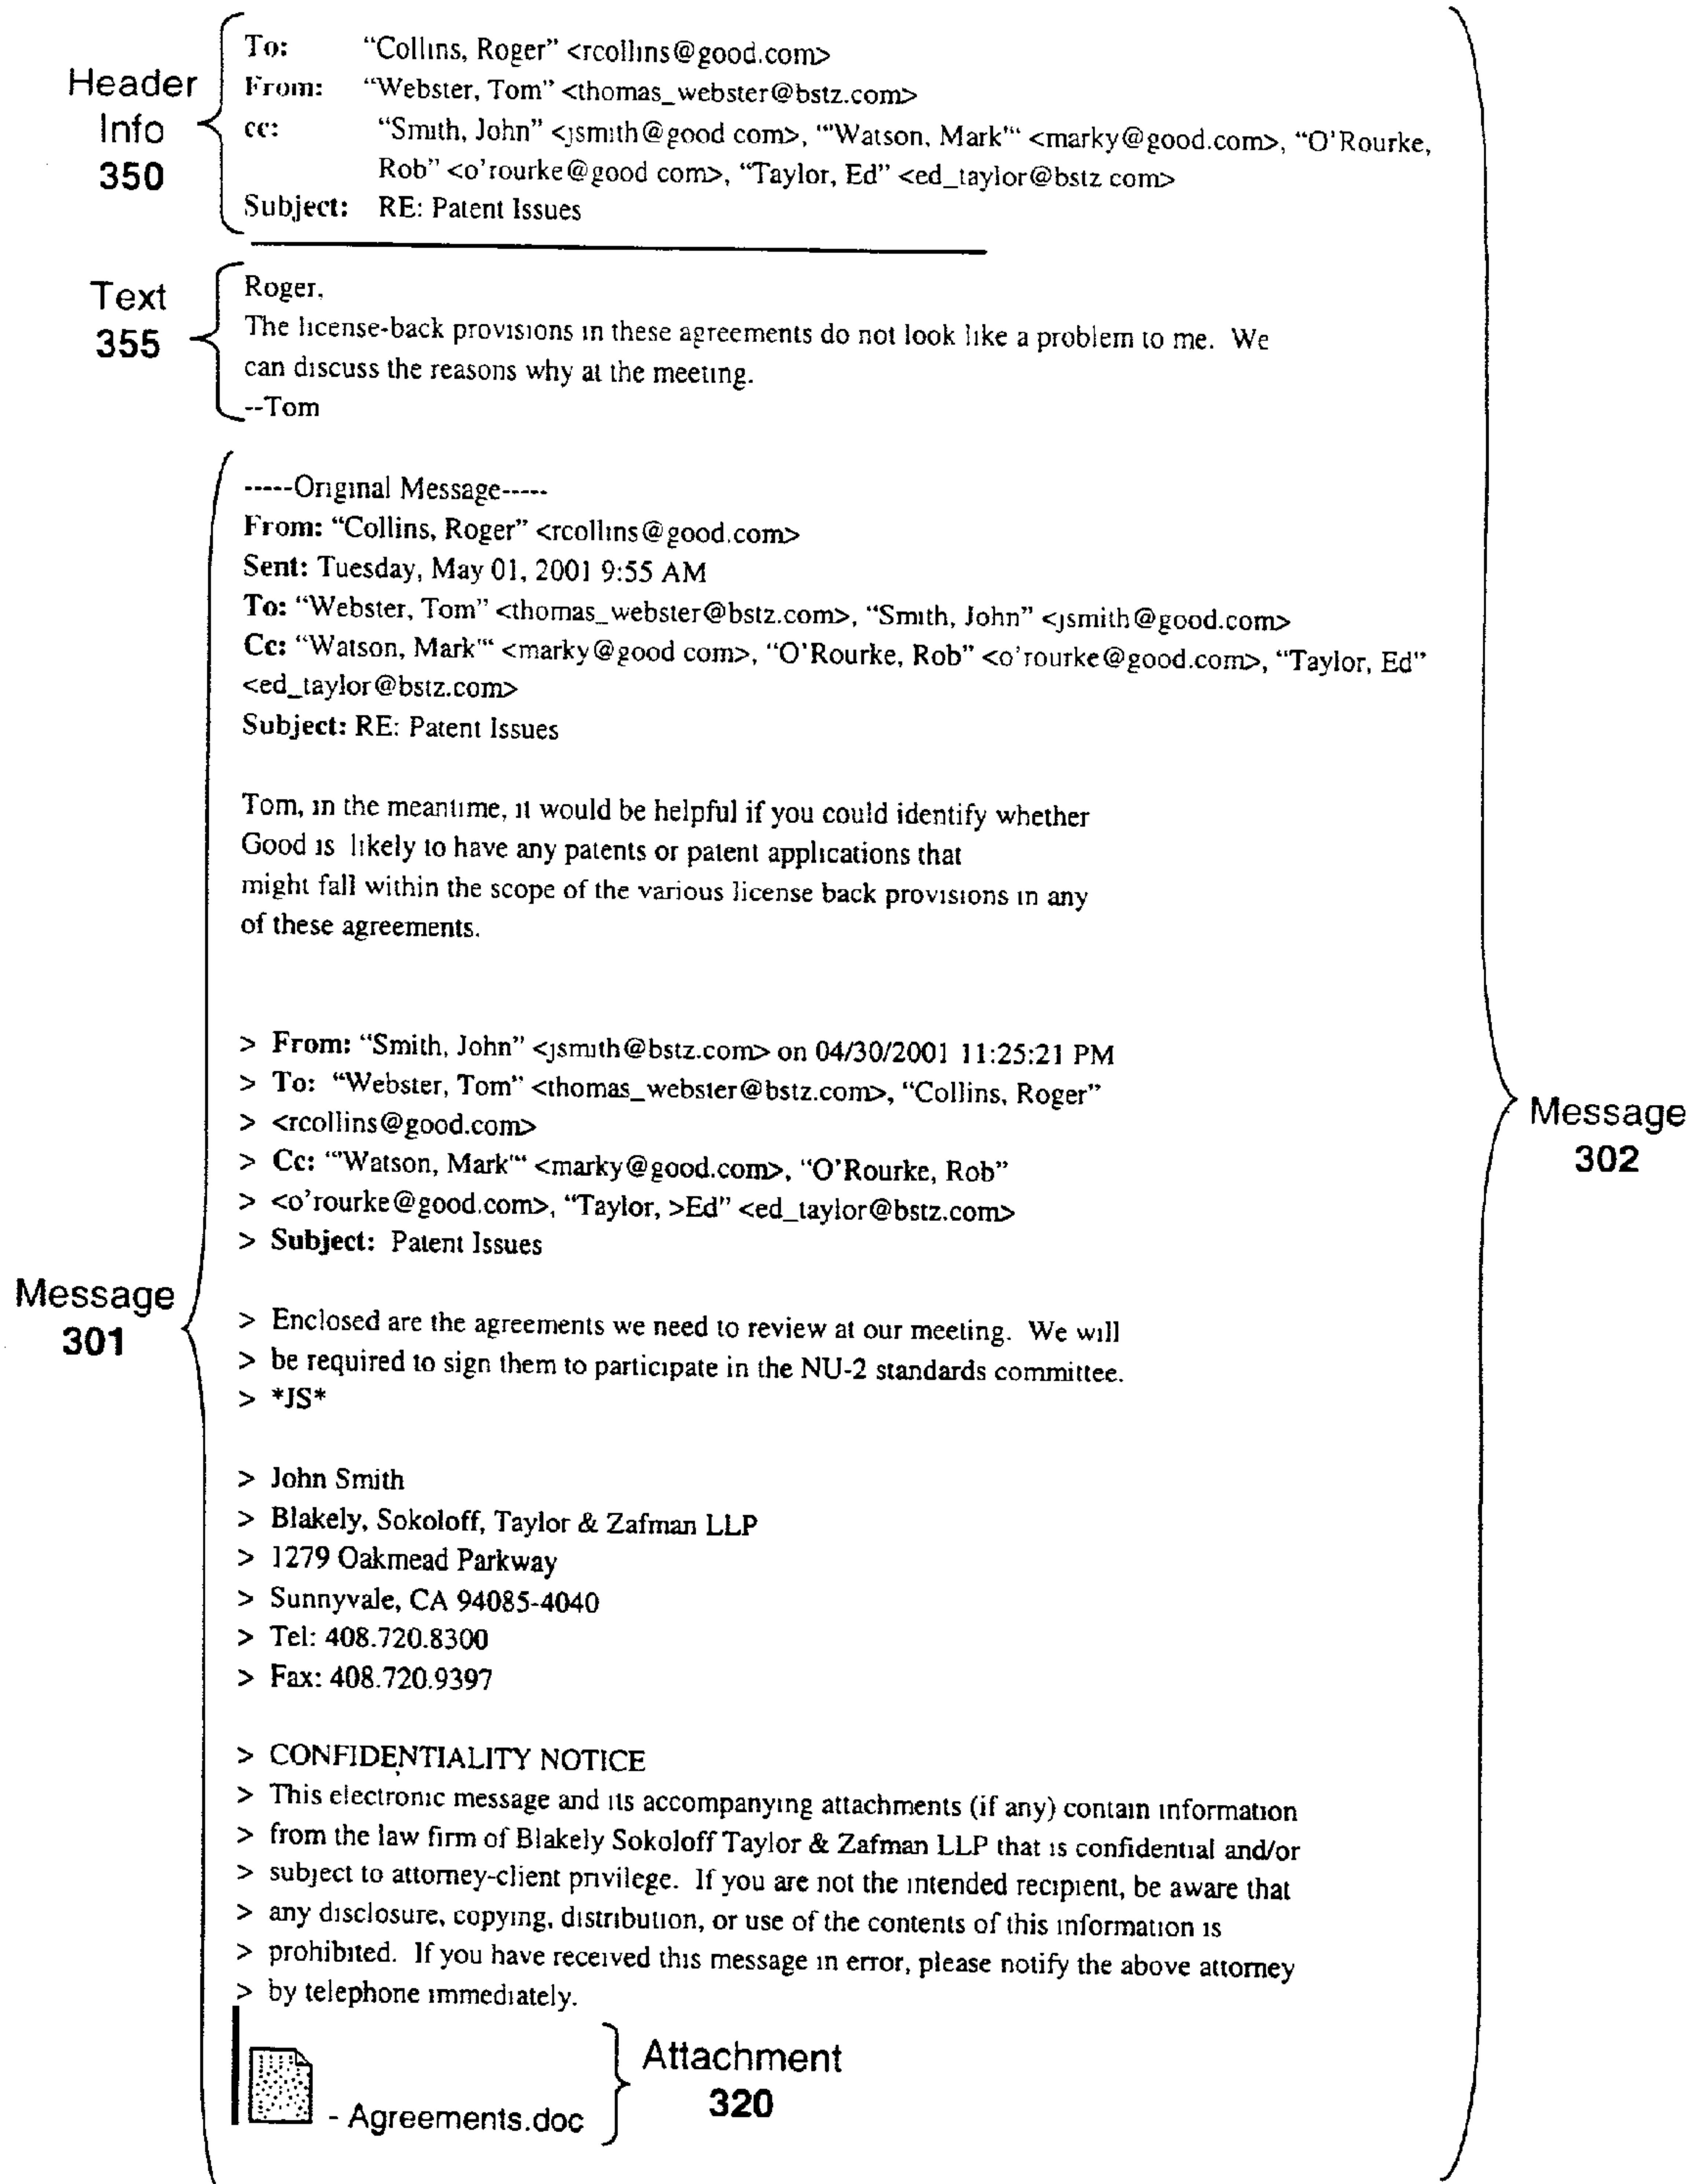 Header
Info
350
To: "Collins, Roger" <rcollins@good.com>
From: "Webster, Tom" <thomas_webster@bstz.com>
cc: "Smith, John" <jsmith@good com>, '"Watson, Mark'" <marky@good.com>, "O'Rourke,
Rob" <o'rourke@good com>, "Taylor, Ed" <ed_taylor@bstz com>
Subject: RE: Patent Issues
Text
355
Roger,
The license-back provisions in these agreements do not look like a problem to me. We
can discuss the reasons why at the meeting.
--Tom
-----Original Message-----
From: "Collins, Roger" <rcollins@good.com>
Sent: Tuesday, May 01, 2001 9:55 AM
To: "Webster, Tom" <thomas_webster@bstz.com>, "Smith, John" <jsmith@good.com>
Cc: "Watson, Mark'" <marky@good com>, "O'Rourke, Rob" <o'rourke@good.com>, "Taylor, Ed"
<ed_taylor@bstz.com>
Subject: RE: Patent Issues
Tom, in the meantime, it would be helpful if you could identify whether
Good is likely to have any patents or patent applications that
might fall within the scope of the various license back provisions in any
of these agreements.
> From: "Smith, John" <jsmith@bstz.com> on 04/30/2001 11:25:21 PM
> To: "Webster, Tom" <thomas_webster@bstz.com>, "Collins, Roger"
> <rcollins@good.com>
> Cc: '"Watson, Mark'" <marky@good.com>, "O'Rourke, Rob"
> <o'rourke@good.com>, "Taylor, >Ed" <ed_taylor@bstz.com>
> Subject: Patent Issues
Message
302
Message
301
> Enclosed are the agreements we need to review at our meeting. We will
> be required to sign them to participate in the NU-2 standards committee.
> *JS*
> John Smith
> Blakely, Sokoloff, Taylor & Zafman LLP
> 1279 Oakmead Parkway
> Sunnyvale, CA 94085-4040
> Tel: 408.720.8300
> Fax: 408.720.9397
> CONFIDENTIALITY NOTICE
> This electronic message and its accompanying attachments (if any) contain information
> from the law firm of Blakely Sokoloff Taylor & Zafman LLP that is confidential and/or
> subject to attorney-client privilege. If you are not the intended recipient, be aware that
> any disclosure, copying, distribution, or use of the contents of this information is
> prohibited. If you have received this message in error, please notify the above attorney
> by telephone immediately.
- Agreements.doc
Attachment
320